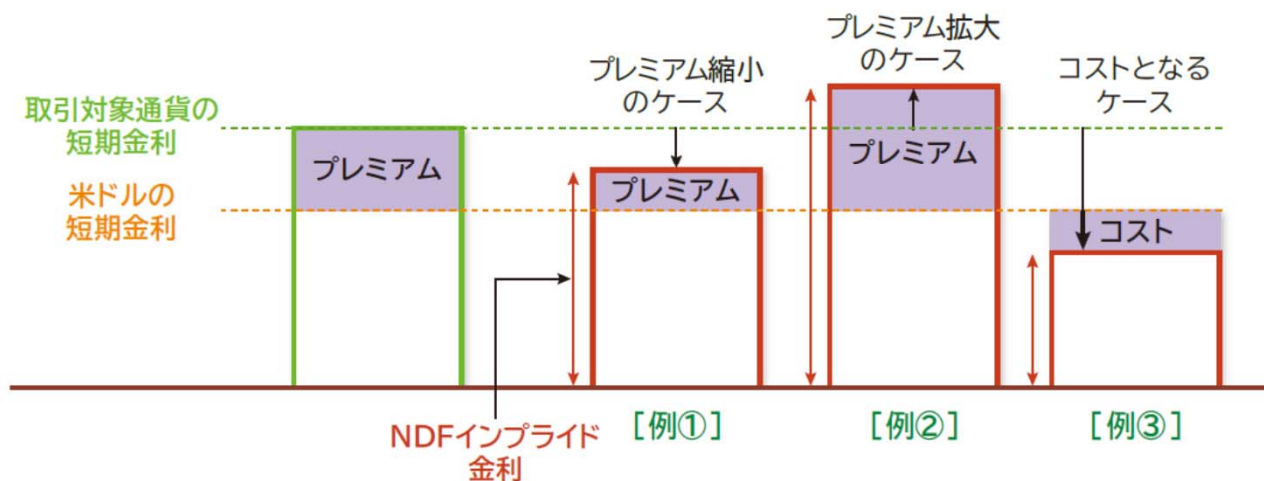 プレミアム縮小
のケース
プレミアム拡大
のケース
コストとなる
ケース
取引対象通貨の
短期金利
米ドルの
短期金利
プレミアム
プレミアム
プレミアム
コスト
NDFインプライド
金利
[例①]
[例②]
[例③]